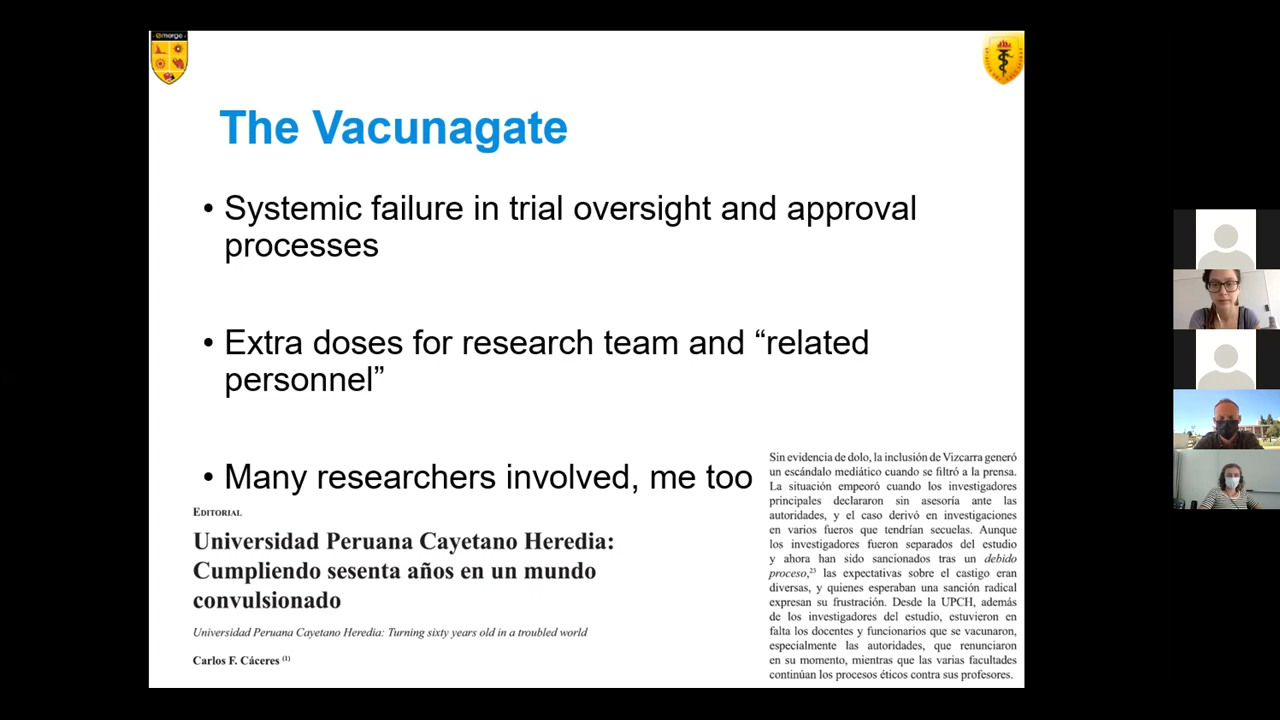 emerge
The Vacunagate
• Systemic failure in trial oversight and approval
processes
• Extra doses for research team and “related
personnel”
• Many researchers involved, me too
EDITORIAL
Universidad Peruana Cayetano Heredia:
Cumpliendo sesenta años en un mundo
convulsionado
Universidad Peruana Cayetano Heredia: Turning sixty years old in a troubled world
Carlos F. Cáceres (1)
Sin evidencia de dolo, la inclusión de Vizcarra generó
un escándalo mediático cuando se filtró a la prensa.
La situación empeoró cuando los investigadores
principales declararon sin asesoría ante las
autoridades, y el caso derivó en investigaciones
en varios fueros que tendrían secuelas. Aunque
los investigadores fueron separados del estudio
y ahora han sido sancionados tras un debido
proceso,23 las expectativas sobre el castigo eran
diversas, y quienes esperaban una sanción radical
expresan su frustración. Desde la UPCH, además
de los investigadores del estudio, estuvieron en
falta los docentes y funcionarios que se vacunaron,
especialmente las autoridades, que renunciaron
en su momento, mientras que las varias facultades
continúan los procesos éticos contra sus profesores.